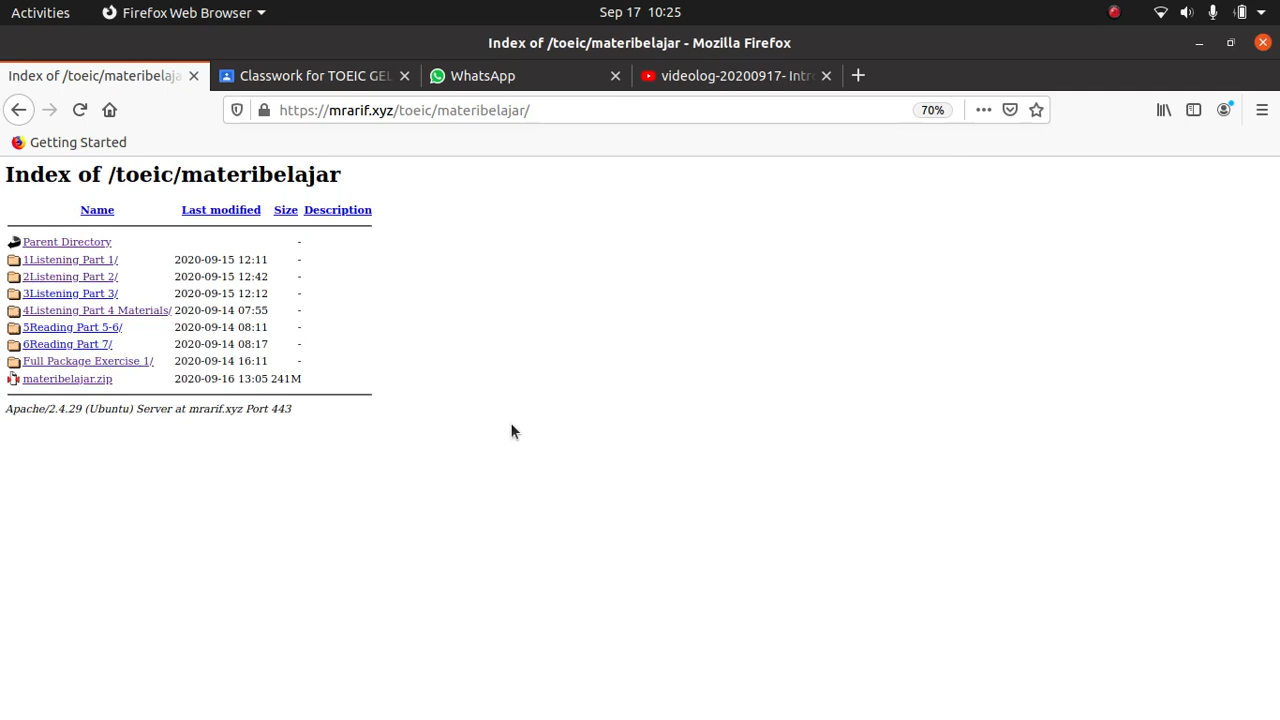 Activities Firefox Web Browser Sep 17 10:25
Index of /toeic/materibelajar - Mozilla Firefox
Index of /toeic/materibelaja Classwork for TOEIC GEL WhatsApp videolog-20200917- Intr
https://mrarif.xyz/toeic/materibelajar/ 70%
Getting Started
Index of /toeic/materibelajar
Name Last modified Size Description
Parent Directory -
1Listening Part 1/ 2020-09-15 12:11 -
2Listening Part 2/ 2020-09-15 12:42 -
3Listening Part 3/ 2020-09-15 12:12 -
4Listening Part 4 Materials/ 2020-09-14 07:55 -
5Reading Part 5-6/ 2020-09-14 08:11 -
6Reading Part 7/ 2020-09-14 08:17 -
Full Package Exercise 1/ 2020-09-14 16:11 -
materibelajar.zip 2020-09-16 13:05 241M
Apache/2.4.29 (Ubuntu) Server at mrarif.xyz Port 443